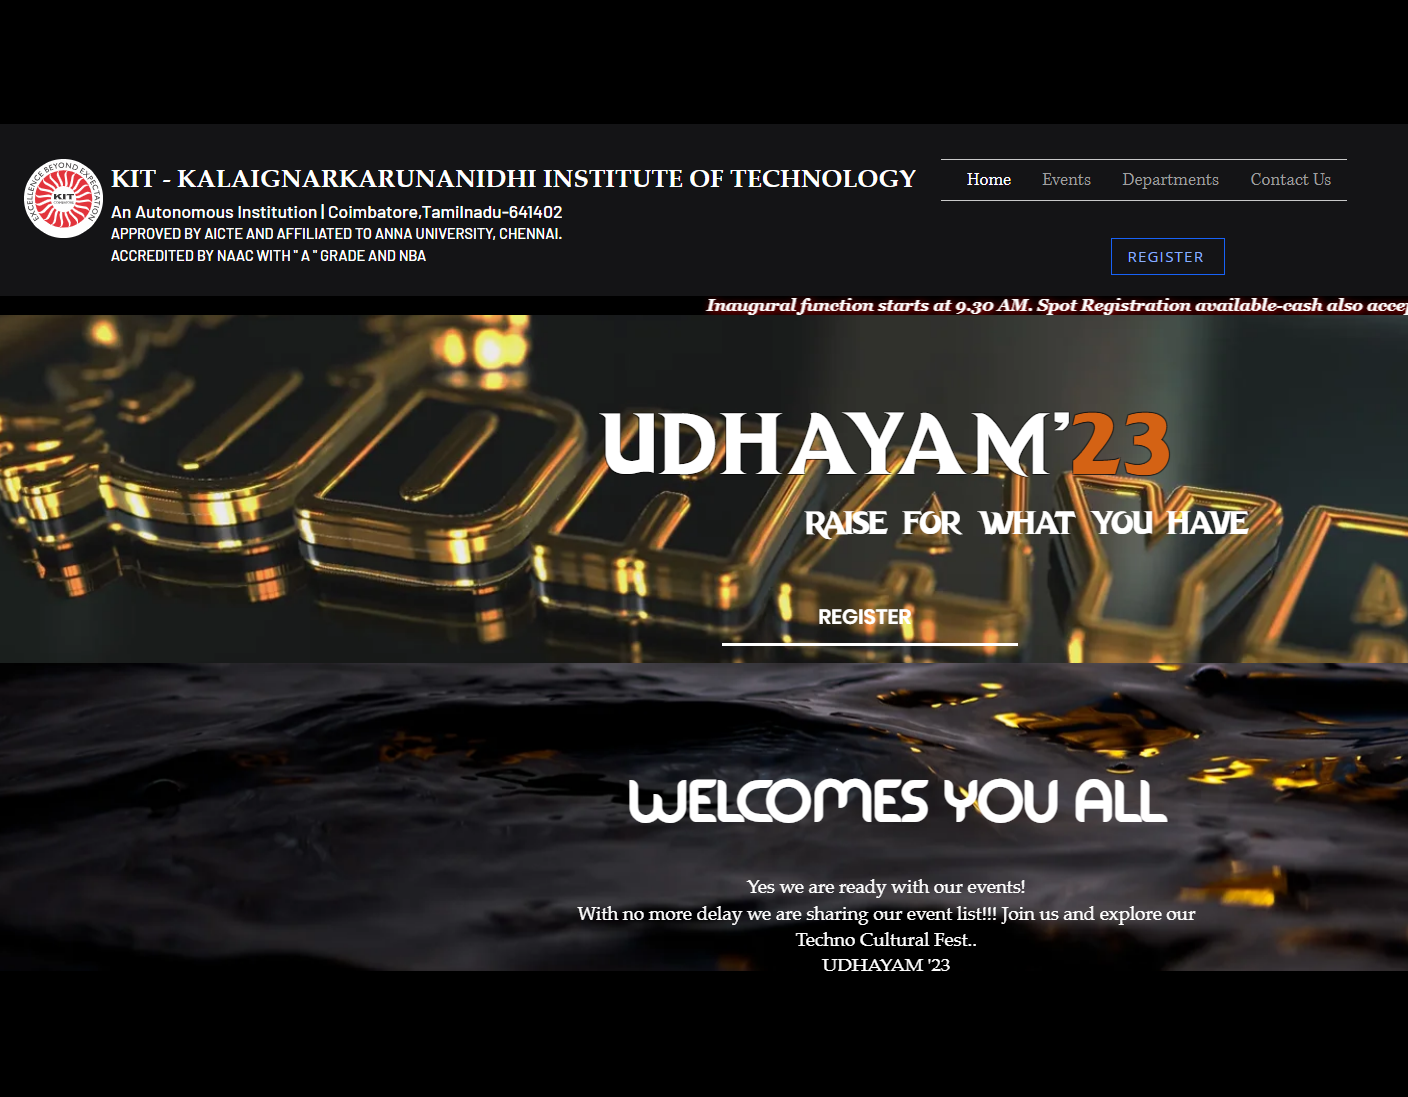 EXCELLENCE BEYOND EXPECTATION
KIT
KIT - KALAIGNARKARUNANIDHI INSTITUTE OF TECHNOLOGY
An Autonomous Institution | Coimbatore,Tamilnadu-641402
APPROVED BY AICTE AND AFFILIATED TO ANNA UNIVERSITY, CHENNAI.
ACCREDITED BY NAAC WITH " A " GRADE AND NBA
Home Events Departments Contact Us
REGISTER
Inaugural function starts at 9.30 AM. Spot Registration available-cash also accep
UDHAYAM'23
RAISE FOR WHAT YOU HAVE
REGISTER
WELCOMES YOU ALL
Yes we are ready with our events!
With no more delay we are sharing our event list!!! Join us and explore our
Techno Cultural Fest..
UDHAYAM '23